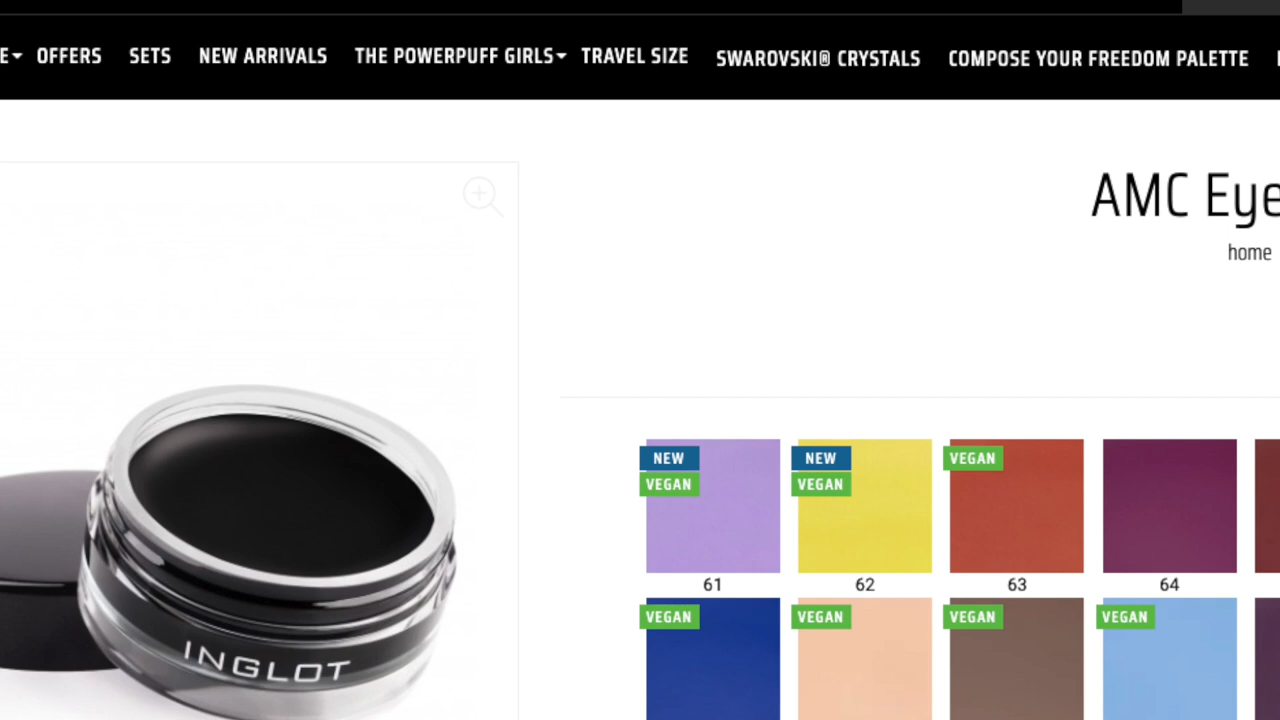 E OFFERS SETS NEW ARRIVALS THE POWERPUFF GIRLS TRAVEL SIZE SWAROVSKI® CRYSTALS COMPOSE YOUR FREEDOM PALETTE
AMC Eye
home
NEW NEW VEGAN
VEGAN VEGAN
61 62 63 64
VEGAN VEGAN VEGAN VEGAN
INGLOT